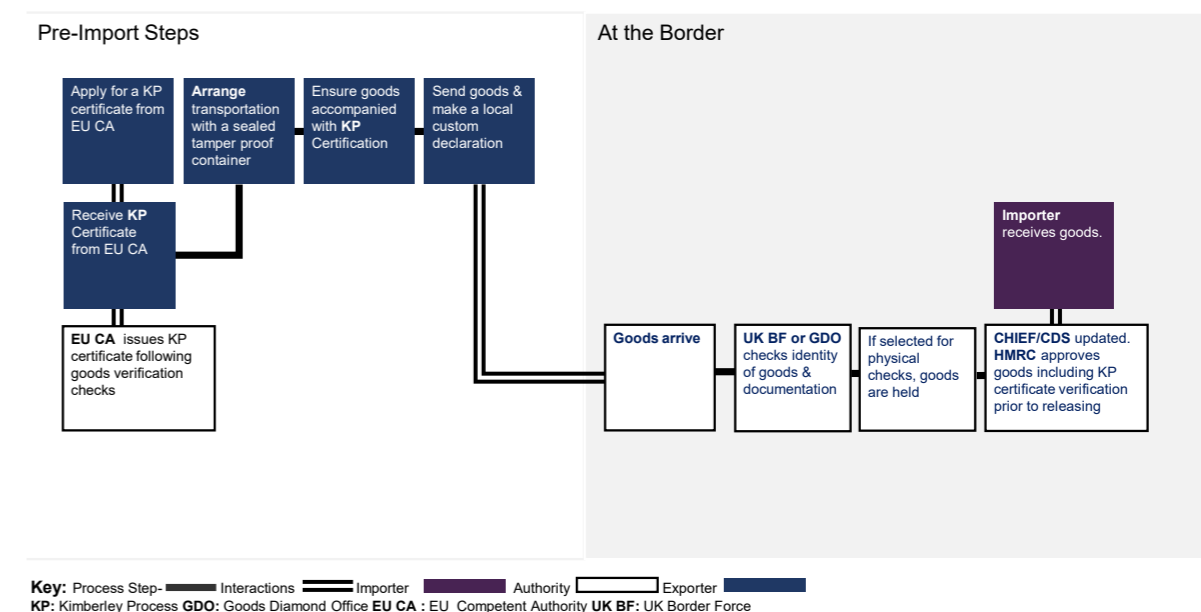 Pre-Import Steps
At the Border
Apply for a KP
certificate from
EU CA
Arrange
transportation
with a sealed
tamper proof
container
Ensure goods
accompanied
with KP
Certification
Send goods &
make a local
custom
declaration
Receive KP
Certificate
from EU CA
EU CA issues KP
certificate following
goods verification
checks
Goods arrive
UK BF or GDO
checks identity
of goods &
documentation
If selected for
physical
checks, goods
are held
CHIEF/CDS updated.
HMRC approves
goods including KP
certificate verification
prior to releasing
Importer
receives goods.
Key: Process Step- Interactions Importer Authority Exporter
KP: Kimberley Process GDO: Goods Diamond Office EU CA : EU Competent Authority UK BF: UK Border Force